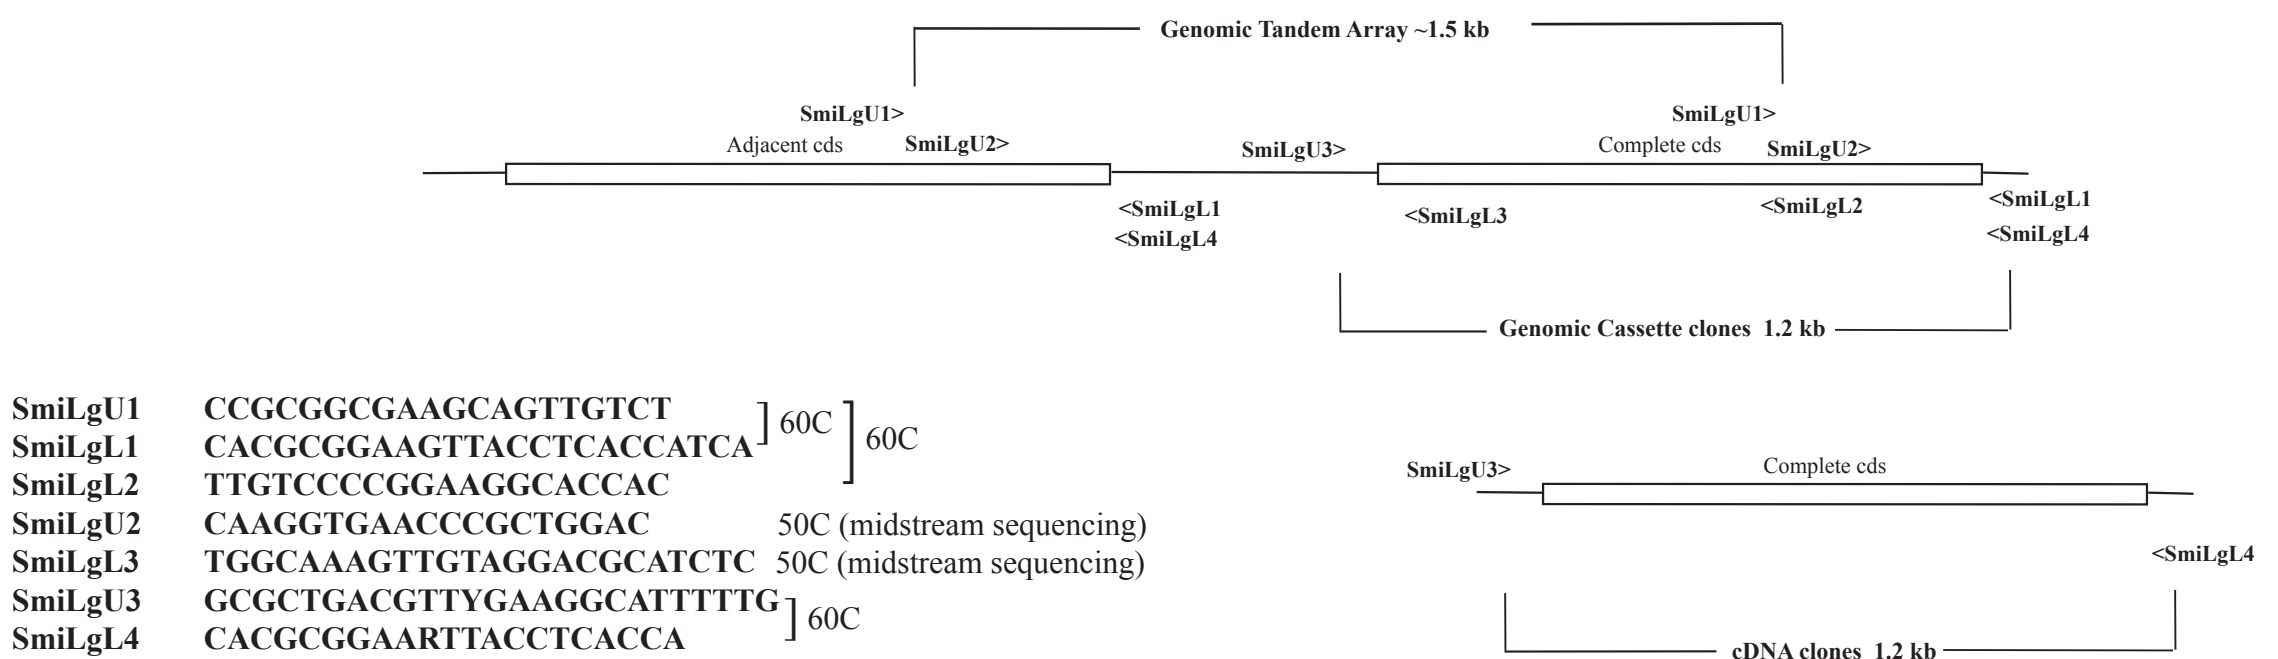 Genomic Tandem Array ~1.5 kb
SmiLgU1> SmiLgU1>
Adjacent cds SmiLgU2> SmiLgU3> Complete cds SmiLgU2>
<SmiLgL1 <SmiLgL3 <SmiLgL2 <SmiLgL1
<SmiLgL4 <SmiLgL4
Genomic Cassette clones 1.2 kb
SmiLgU1 CCGCGGCGAAGCAGTTGTCT 60C
SmiLgL1 CACGCGGAAGTTACCTCACCATCA 60C
SmiLgL2 TTGTCCCCGGAAGGCACCAC
SmiLgU2 CAAGGTGAACCCGCTGGAC 50C (midstream sequencing)
SmiLgL3 TGGCAAAGTTGTAGGACGCATCTC 50C (midstream sequencing)
SmiLgU3 GCGCTGACGTTYGAAGGCATTTTTG 60C
SmiLgL4 CACGCGGAARTTACCTCACCA
SmiLgU3> Complete cds
<SmiLgL4
cDNA clones 1.2 kb